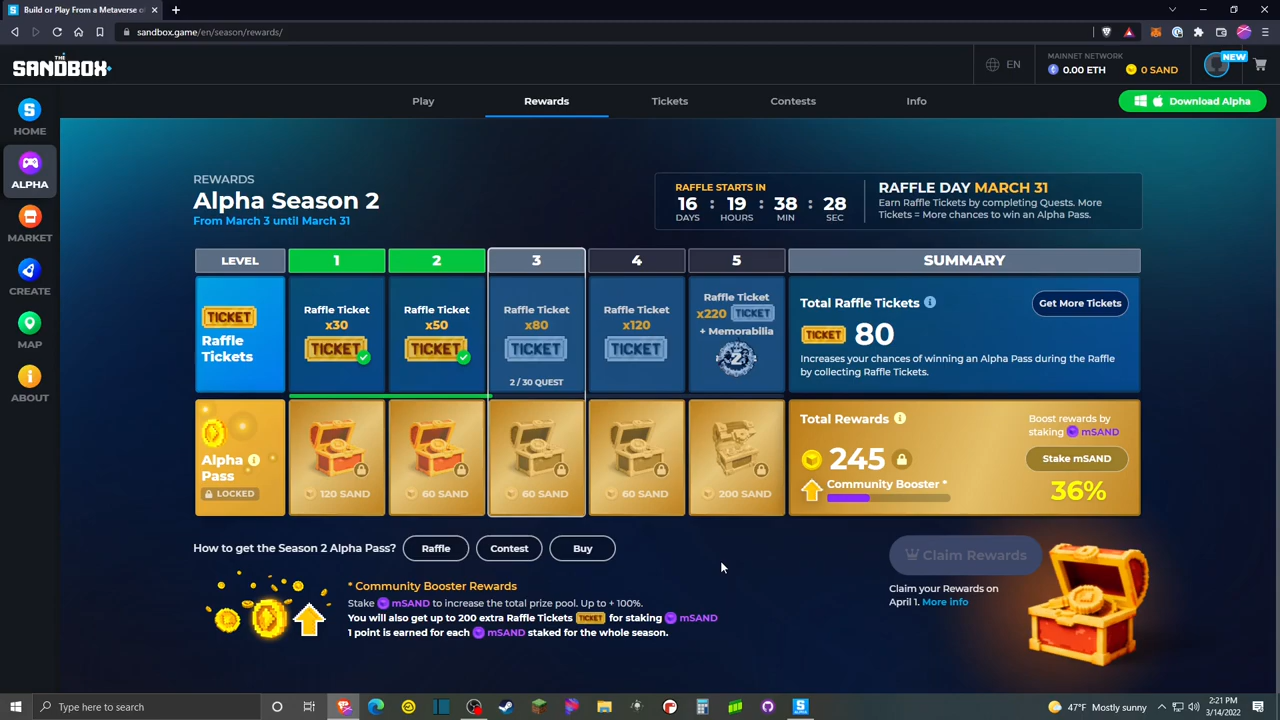 Build or Play From a Metaverse of
sandbox.game/en/season/rewards/
THE
SANDBOX
EN
MAINNET NETWORK
0.00 ETH
0 SAND
NEW
Play
Rewards
Tickets
Contests
Info
Download Alpha
HOME
ALPHA
MARKET
CREATE
MAP
ABOUT
REWARDS
Alpha Season 2
From March 3 until March 31
RAFFLE STARTS IN
16 : 19 : 38 : 28
DAYS HOURS MIN SEC
RAFFLE DAY MARCH 31
Earn Raffle Tickets by completing Quests. More
Tickets = More chances to win an Alpha Pass.
LEVEL 1 2 3 4 5 SUMMARY
TICKET
Raffle
Tickets
Raffle Ticket
x30
TICKET
Raffle Ticket
x50
TICKET
Raffle Ticket
x80
TICKET
2 / 30 QUEST
Raffle Ticket
x120
TICKET
Raffle Ticket
x220 TICKET
+ Memorabilia
2
Total Raffle Tickets
Get More Tickets
TICKET 80
Increases your chances of winning an Alpha Pass during the Raffle
by collecting Raffle Tickets.
Alpha
Pass
LOCKED
120 SAND
60 SAND
60 SAND
60 SAND
200 SAND
Total Rewards
245
Community Booster *
Boost rewards by
staking mSAND
Stake mSAND
36%
How to get the Season 2 Alpha Pass?
Raffle
Contest
Buy
* Community Booster Rewards
Stake mSAND to increase the total prize pool. Up to + 100%.
You will also get up to 200 extra Raffle Tickets TICKET for staking mSAND
1 point is earned for each mSAND staked for the whole season.
Claim Rewards
Claim your Rewards on
April 1. More info
Type here to search
47°F Mostly sunny
2:21 PM
3/14/2022